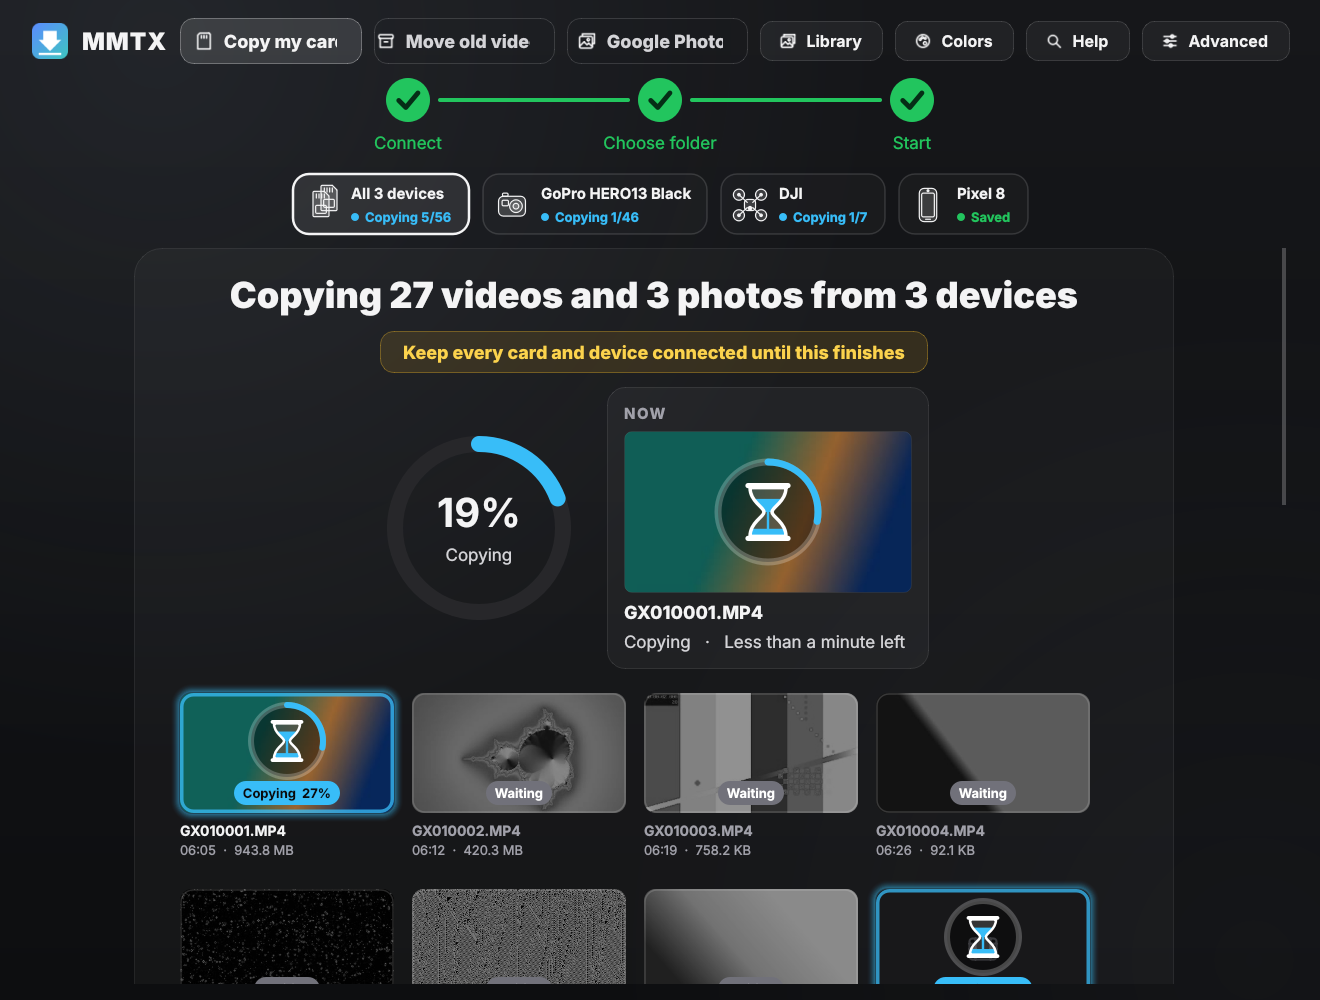 MMTX
Copy my car
Move old vide
Google Photo
Library
Colors
Help
Advanced
Connect
Choose folder
Start
All 3 devices
Copying 5/56
GoPro HERO13 Black
Copying 1/46
DJI
Copying 1/7
Pixel 8
Saved
Copying 27 videos and 3 photos from 3 devices
Keep every card and device connected until this finishes
19%
Copying
NOW
GX010001.MP4
Copying · Less than a minute left
Copying 27%
Waiting
Waiting
Waiting
GX010001.MP4
GX010002.MP4
GX010003.MP4
GX010004.MP4
06:05 · 943.8 MB
06:12 · 420.3 MB
06:19 · 758.2 KB
06:26 · 92.1 KB